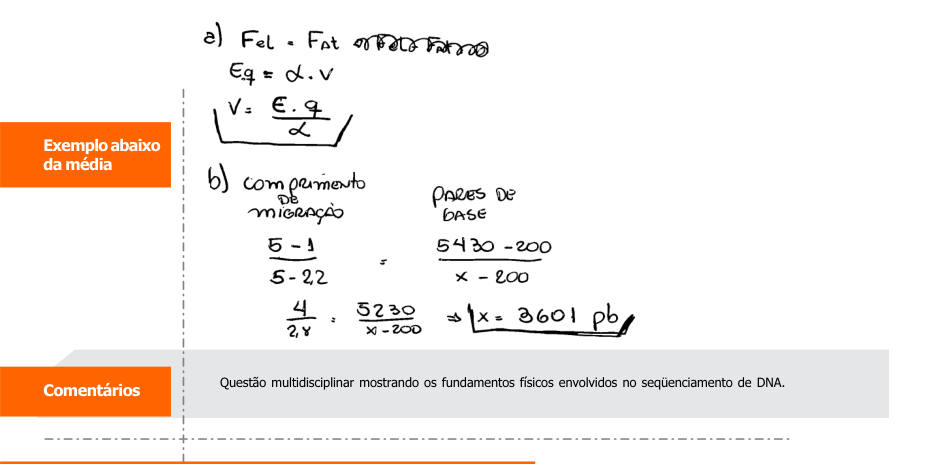 a) Fel = FAt
E.q = α.v
V = E.q / α
Exemplo abaixo
da média
b) comprimento PARES DE
DE BASE
MIGRAÇÃO
5 - 1 / 5 - 2,2 = 5430 - 200 / x - 200
4 / 2,8 = 5230 / x - 200 ⇒ x = 3601 pb
Comentários
Questão multidisciplinar mostrando os fundamentos físicos envolvidos no seqüenciamento de DNA.